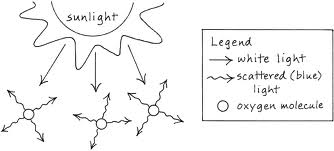 sunlight
Legend
white light
scattered (blue)
light
oxygen molecule